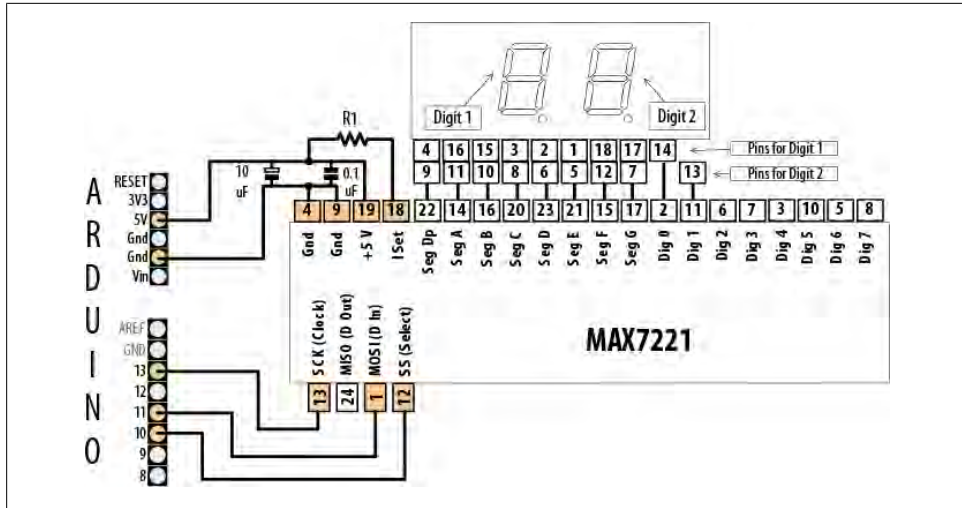 Digit 1
Digit 2
R1
4 16 15 3 2 1 18 17 14
Pins for Digit 1
9 11 10 8 6 5 12 7 13
Pins for Digit 2
10 uF
0.1 uF
4 9 19 18 22 14 16 20 23 21 15 17 2 11 6 7 3 10 5 8
Gnd
Gnd
+5 V
ISet
Seg Dp
Seg A
Seg B
Seg C
Seg D
Seg E
Seg F
Seg G
Dig 0
Dig 1
Dig 2
Dig 3
Dig 4
Dig 5
Dig 6
Dig 7
ARDUINO
RESET
3V3
5V
Gnd
Gnd
Vin
AREF
GND
13
12
11
10
9
8
SCK (Clock)
MISO (D Out)
MOSI (D In)
SS (Select)
MAX7221
13 24 1 12